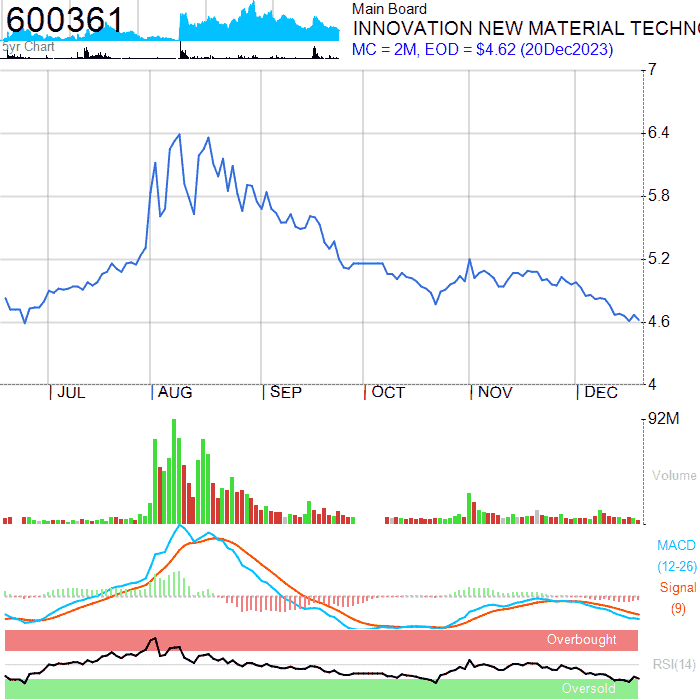 600361
5yr Chart
Main Board
INNOVATION NEW MATERIAL TECHNO
MC = 2M, EOD = $4.62 (20Dec2023)
7
6.4
5.8
5.2
4.6
4
JUL AUG SEP OCT NOV DEC
92M
Volume
MACD
(12-26)
Signal
(9)
Overbought
RSI(14)
Oversold